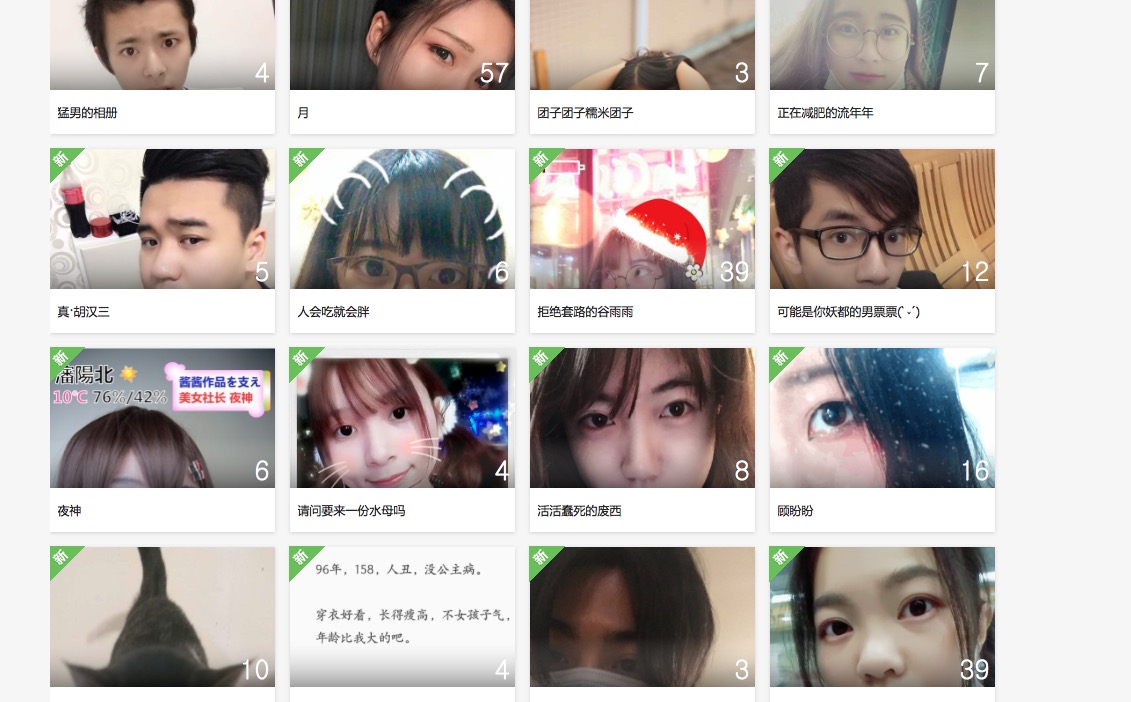 4
57
3
7
猛男的相册
月
团子团子糯米团子
正在减肥的流年年
新
新
新
新
5
6
39
12
真·胡汉三
人会吃就会胖
拒绝套路的谷雨雨
可能是你妖都的男票票(ˋˬˊ)
新
新
新
新
瀋陽北
10℃ 76%/42%
酱酱作品を支え
美女社长 夜神
6
4
8
16
夜神
请问要来一份水母吗
活活蠢死的废西
顾盼盼
新
新
新
新
96年，158，人丑，没公主病。
穿衣好看，长得瘦高，不女孩子气，
年龄比我大的吧。
10
4
3
39